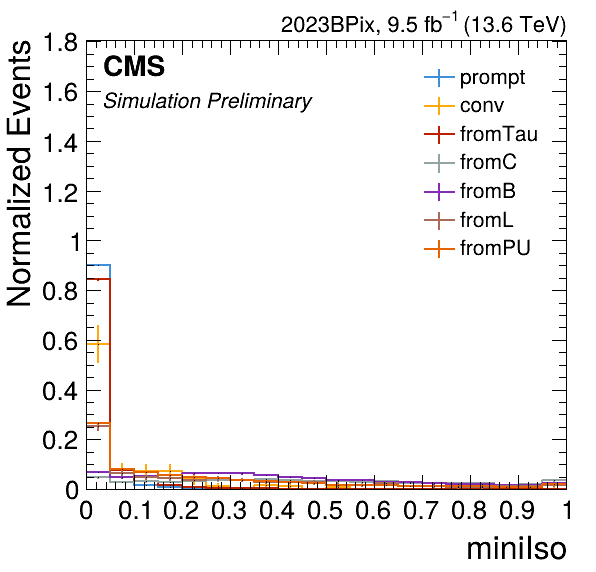 2023BPix, 9.5 fb⁻¹ (13.6 TeV)
CMS
Simulation Preliminary
prompt
conv
fromTau
fromC
fromB
fromL
fromPU
Normalized Events
1.8
1.6
1.4
1.2
1
0.8
0.6
0.4
0.2
0
0 0.1 0.2 0.3 0.4 0.5 0.6 0.7 0.8 0.9 1
miniIso